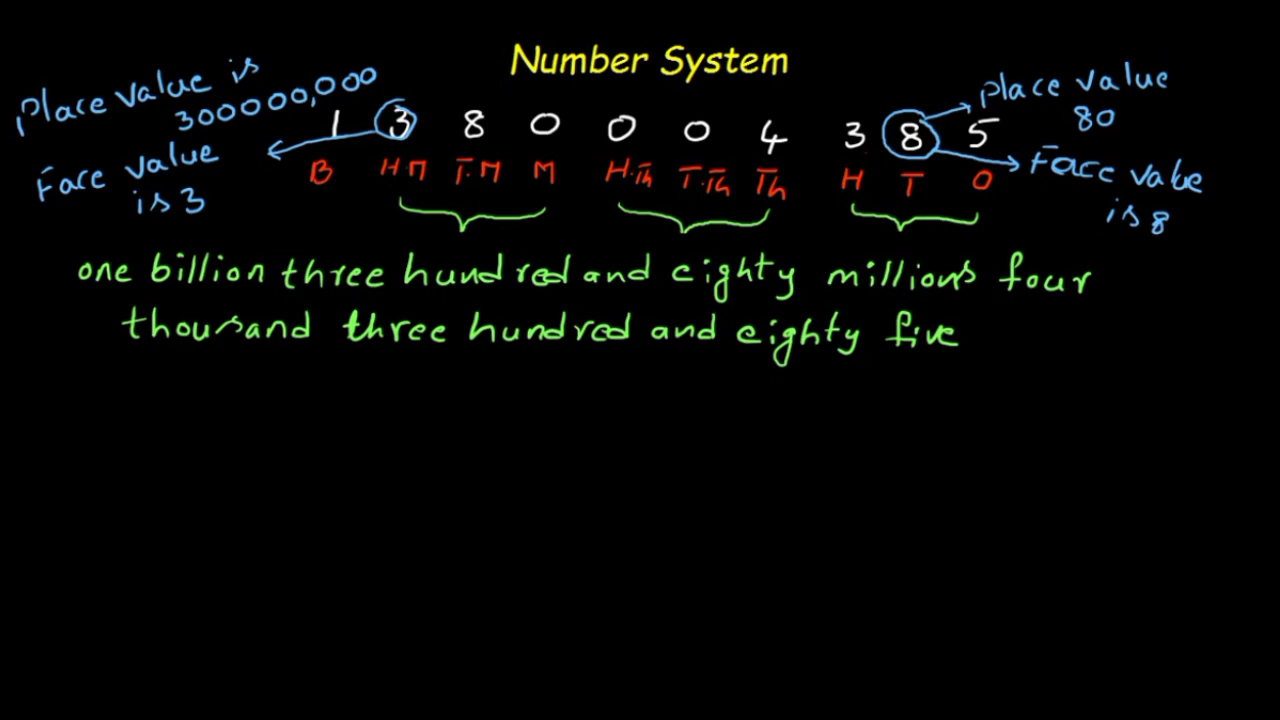 Number System
Place value is
300000,000
Face value
is 3
1 3 8 0 0 0 4 3 8 5
B H.M T.M M H.Th T.Th Th H T O
Place value
80
Face value
is 8
one billion three hundred and eighty millions four
thousand three hundred and eighty five